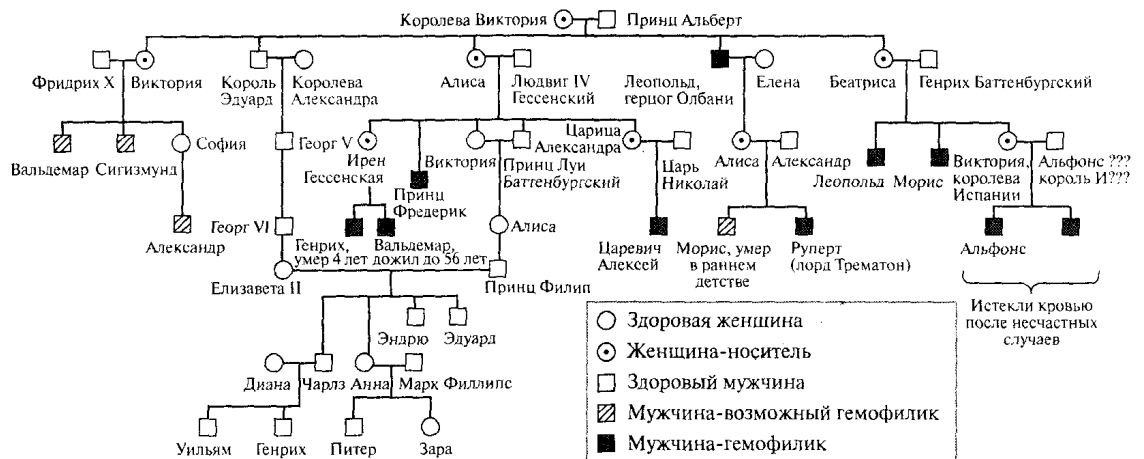 Королева Виктория
Принц Альберт
Фридрих X
Виктория
Король
Эдуард
Королева
Александра
Алиса
Людвиг IV
Гессенский
Леопольд,
герцог Олбани
Елена
Беатриса
Генрих Баттенбургский
Вальдемар
Сигизмунд
София
Георг V
Ирен
Гессенская
Принц
Фредерик
Виктория
Принц Луи
Баттенбургский
Царица
Александра
Царь
Николай
Алиса
Александр
Леопольд
Морис
Виктория,
королева
Испании
Альфонс ???
король И???
Александр
Георг VI
Генрих,
умер 4 лет
Вальдемар,
дожил до 56 лет
Алиса
Царевич
Алексей
Морис, умер
в раннем
детстве
Руперт
(лорд Трематон)
Альфонс
Елизавета II
Принц Филип
Истекли кровью
после несчастных
случаев
Эндрю
Эдуард
Диана
Чарлз
Анна
Марк Филлипс
Уильям
Генрих
Питер
Зара
Здоровая женщина
Женщина-носитель
Здоровый мужчина
Мужчина-возможный гемофилик
Мужчина-гемофилик